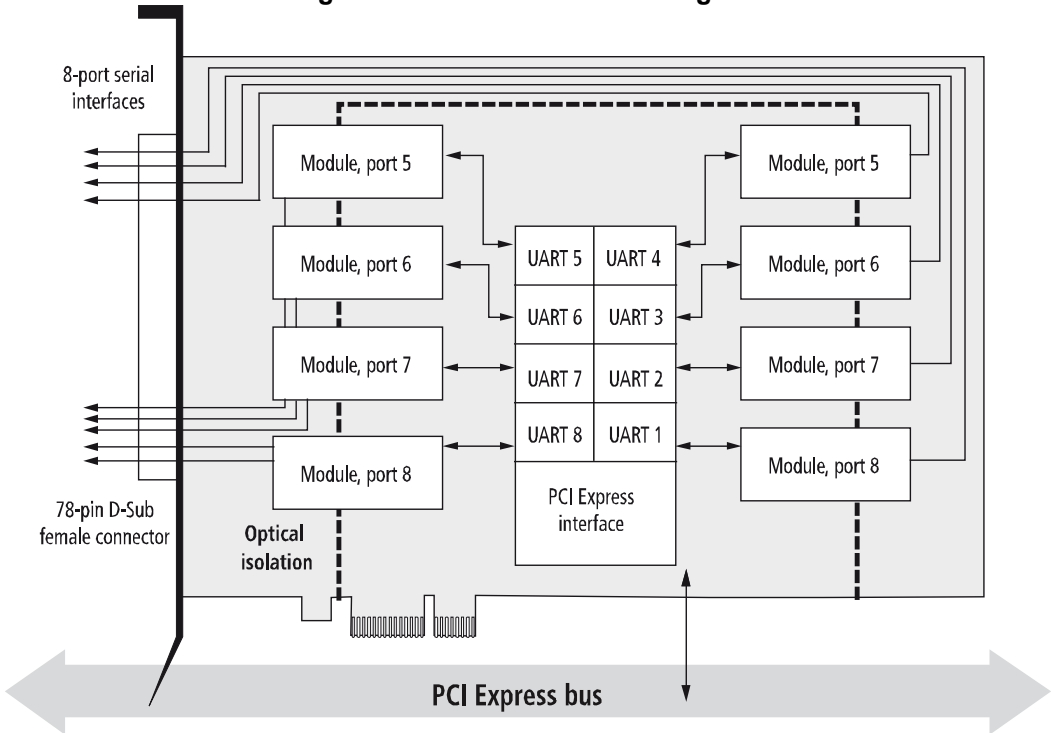 8-port serial
interfaces
Module, port 5
Module, port 5
Module, port 6
UART 5
UART 4
Module, port 6
UART 6
UART 3
Module, port 7
UART 7
UART 2
Module, port 7
UART 8
UART 1
Module, port 8
Module, port 8
PCI Express
interface
78-pin D-Sub
female connector
Optical
isolation
PCI Express bus